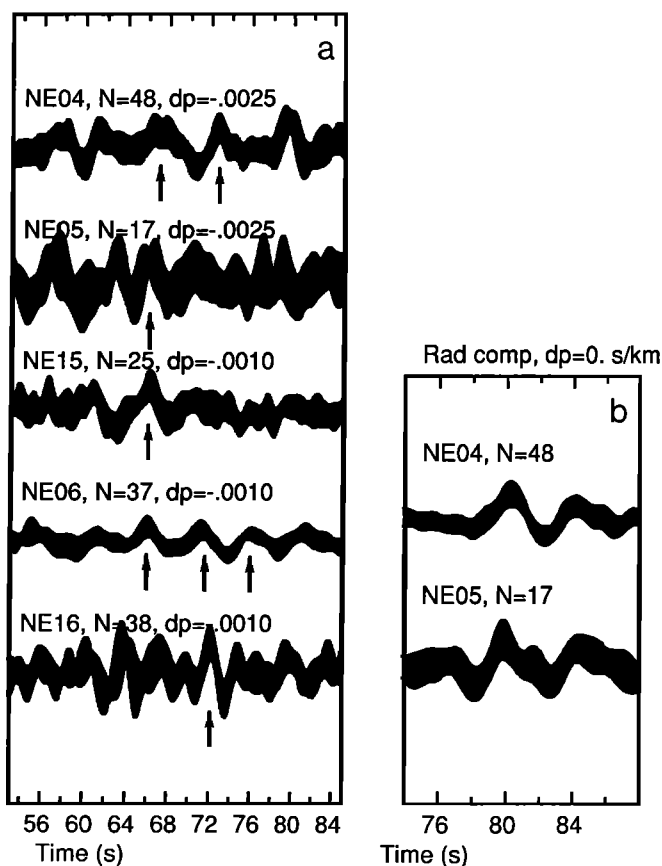 a
NE04, N=48, dp=-.0025
NE05, N=17, dp=-.0025
NE15, N=25, dp=-.0010
NE06, N=37, dp=-.0010
NE16, N=38, dp=-.0010
56 60 64 68 72 76 80 84
Time (s)
Rad comp, dp=0. s/km
b
NE04, N=48
NE05, N=17
76 80 84
Time (s)